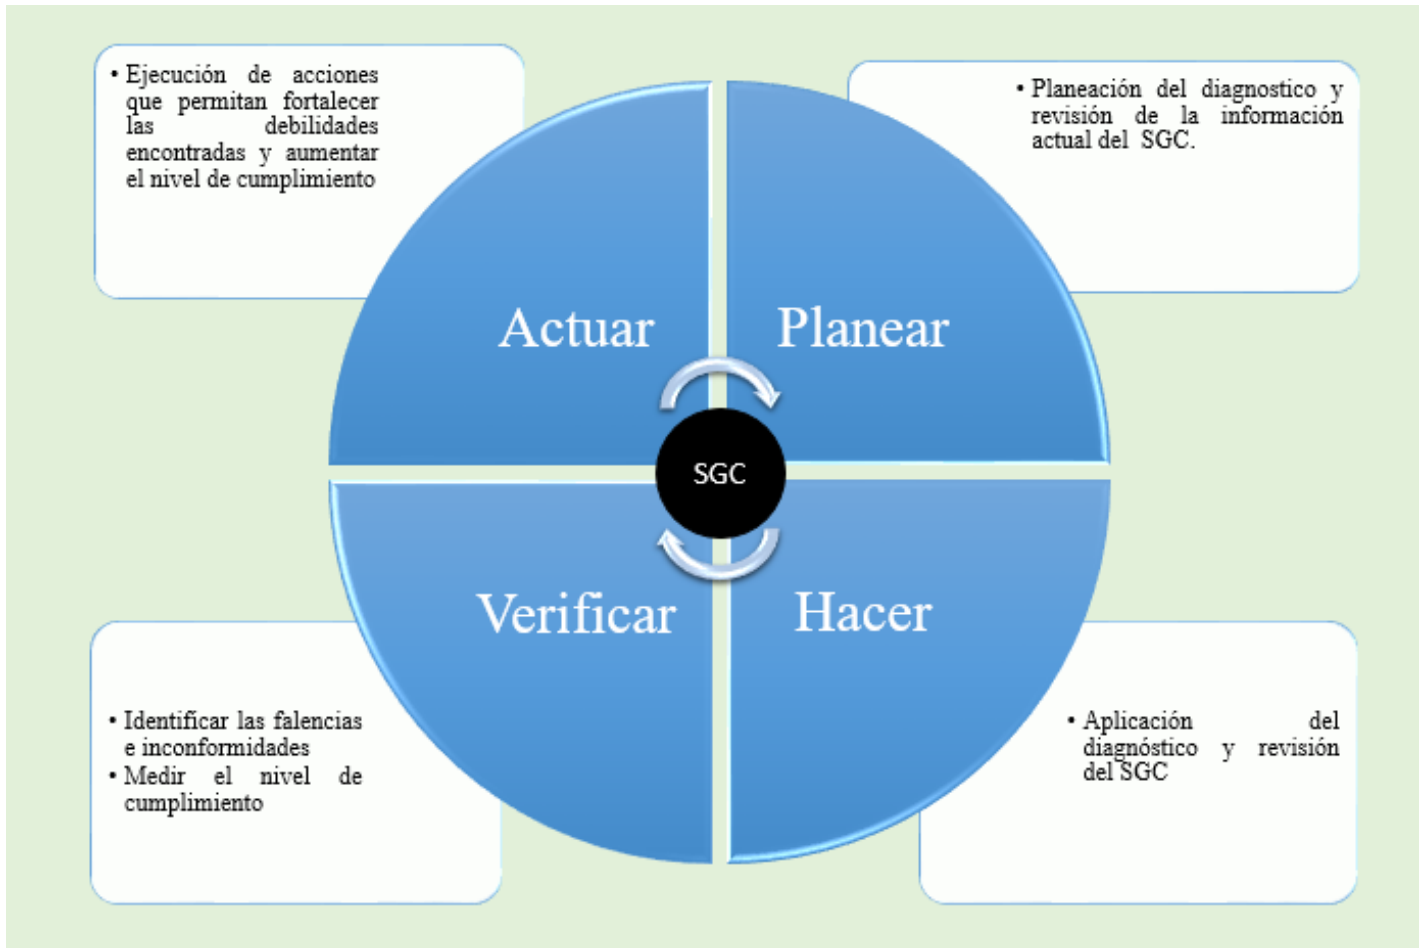 • Ejecución de acciones
que permitan fortalecer
las debilidades
encontradas y aumentar
el nivel de cumplimiento
• Planeación del diagnostico y
revisión de la información
actual del SGC.
Actuar
Planear
SGC
Verificar
Hacer
• Identificar las falencias
e inconformidades
• Medir el nivel de
cumplimiento
• Aplicación del
diagnóstico y revisión
del SGC